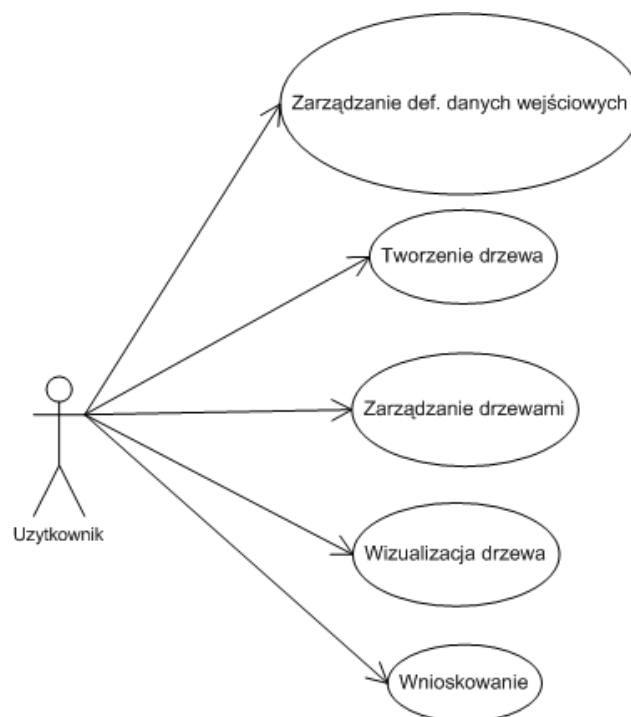 Zarządzanie def. danych wejściowych
Tworzenie drzewa
Zarządzanie drzewami
Uzytkownik
Wizualizacja drzewa
Wnioskowanie